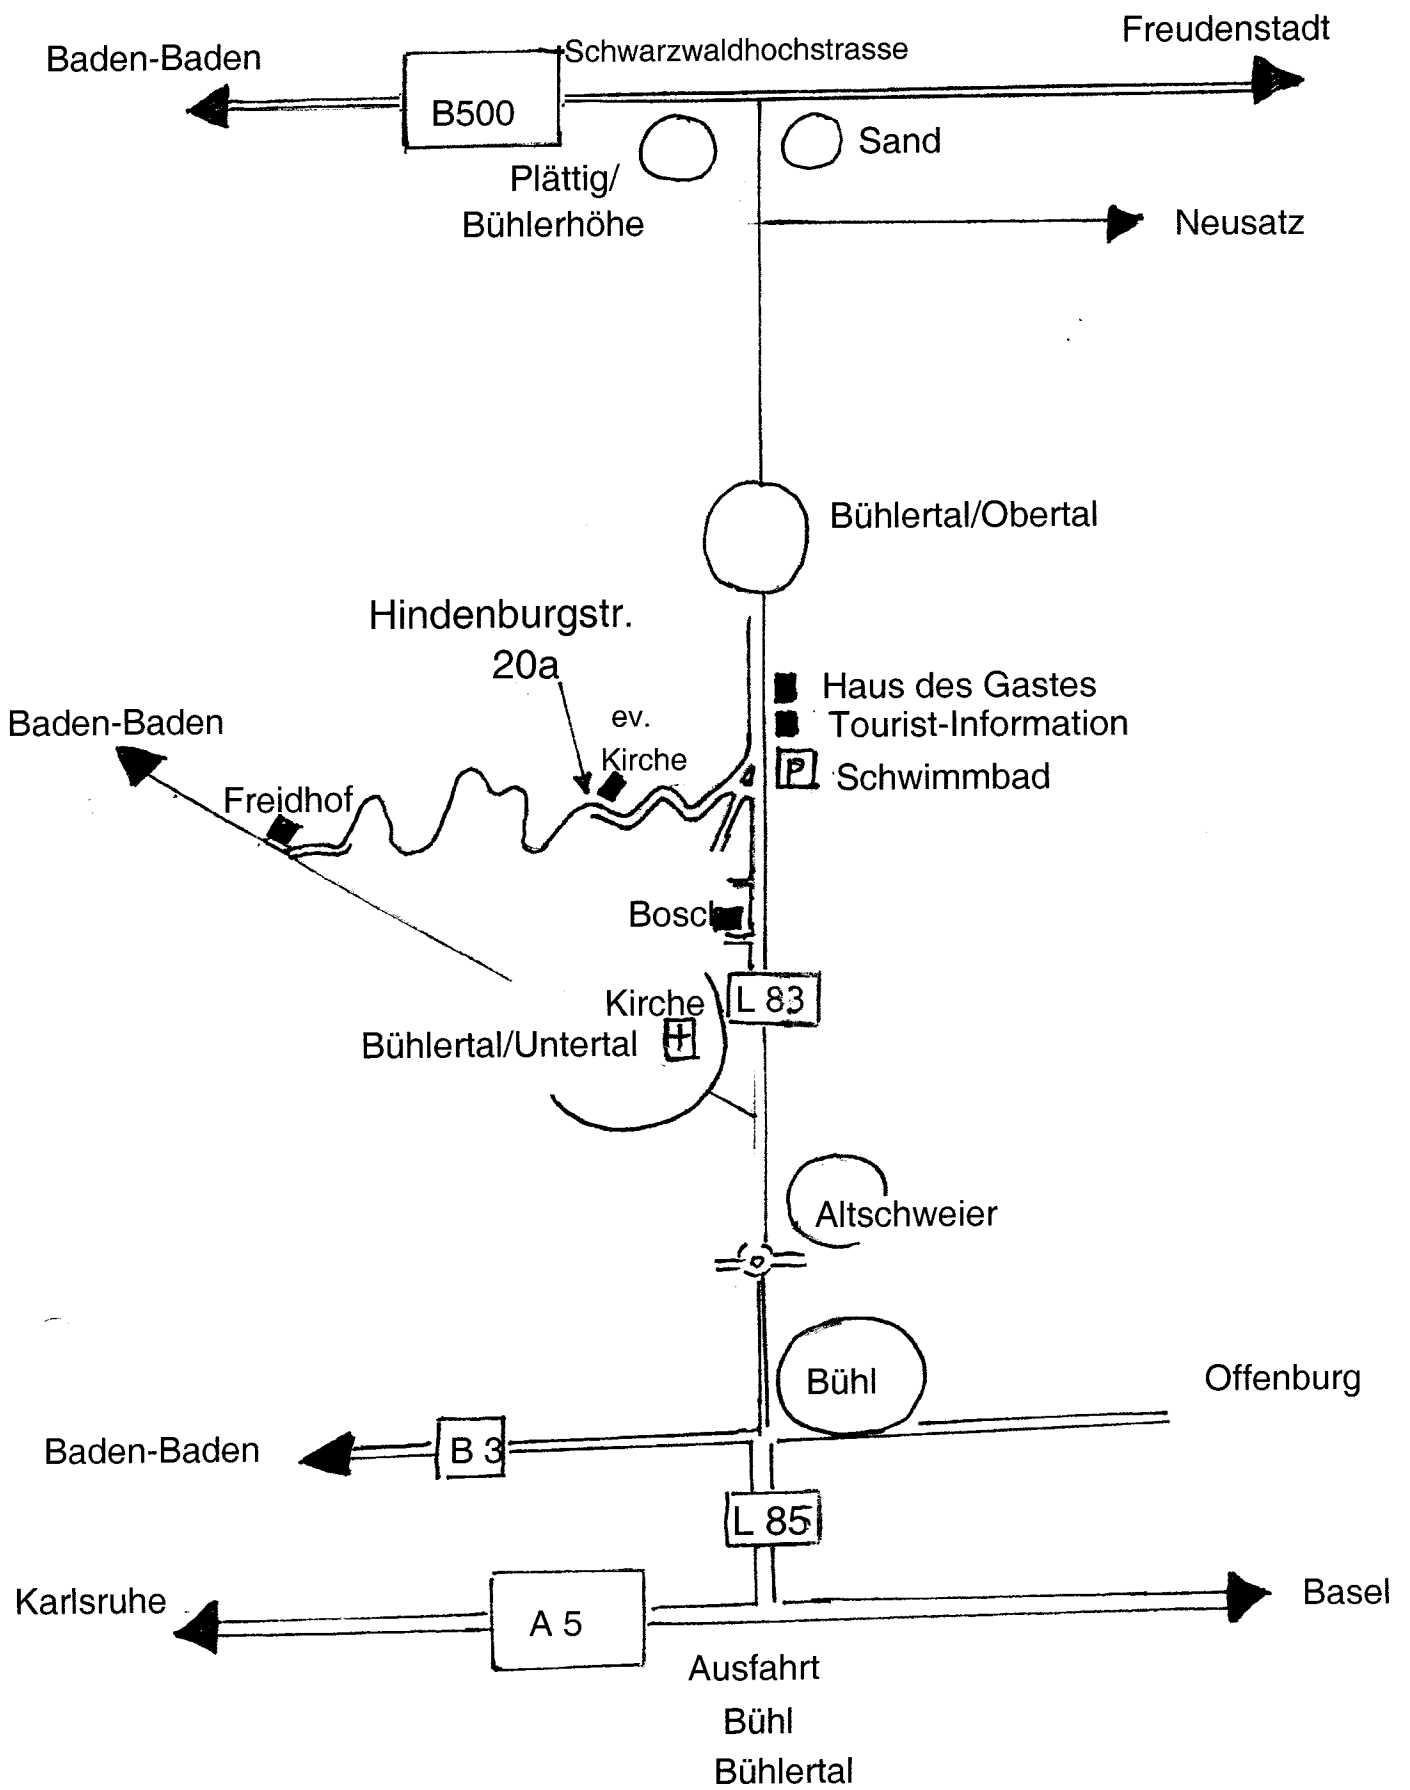 Freudenstadt
Baden-Baden
Schwarzwaldhochstrasse
B500
Sand
Plättig/
Bühlerhöhe
Neusatz
Bühlertal/Obertal
Hindenburgstr.
20a
Haus des Gastes
ev.
Kirche
Baden-Baden
Tourist-Information
P
Schwimmbad
Freidhof
Bosch
L 83
Kirche
Bühlertal/Untertal
Altschweier
Bühl
Offenburg
Baden-Baden
B 3
L 85
Karlsruhe
A 5
Basel
Ausfahrt
Bühl
Bühlertal